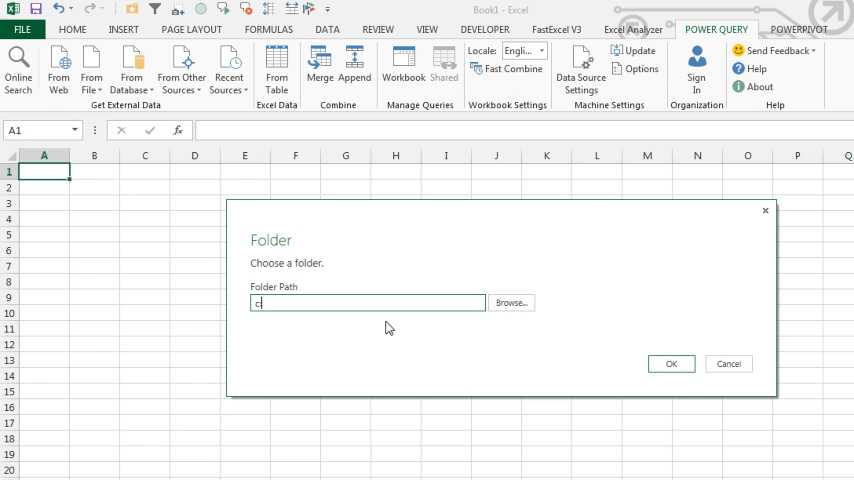 Book1 - Excel
FILE HOME INSERT PAGE LAYOUT FORMULAS DATA REVIEW VIEW DEVELOPER FastExcel V3 Excel Analyzer POWER QUERY POWERPIVOT
Online Search
From Web
From File
From Database
From Other Sources
Recent Sources
Get External Data
From Table
Excel Data
Merge Append
Combine
Workbook Shared
Manage Queries
Locale: Engli...
Fast Combine
Workbook Settings
Data Source Settings
Update
Options
Machine Settings
Sign In
Organization
Send Feedback
Help
About
Help
A1
fx
A B C D E F G H I J K L M N O P Q
1
2
3
4
5
6
7
8
9
10
11
12
13
14
15
16
17
18
19
20
Folder
Choose a folder.
Folder Path
c: Browse...
OK Cancel